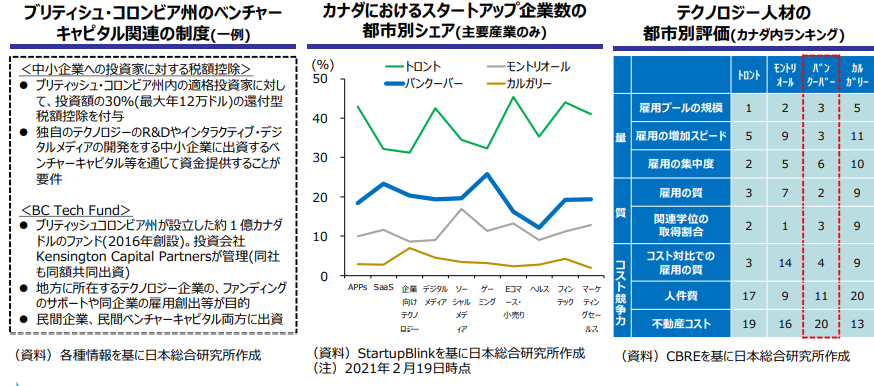 ブリティシュ・コロンビア州のベンチャー
キャピタル関連の制度(一例)
<中小企業への投資家に対する税額控除>
● ブリティッシュ・コロンビア州内の適格投資家に対し
て、投資額の30%(最大年12万ドル)の還付型
税額控除を付与
● 独自のテクノロジーのR&Dやインタラクティブ・デジ
タルメディアの開発をする中小企業に出資するベ
ンチャーキャピタル等を通じて資金提供することが
要件
<BC Tech Fund>
● ブリティッシュコロンビア州が設立した約1億カナダ
ドルのファンド(2016年創設)。投資会社
Kensington Capital Partnersが管理(同社
も同額共同出資)
● 地方に所在するテクノロジー企業の、ファンディング
のサポートや同企業の雇用創出等が目的
● 民間企業、民間ベンチャーキャピタル両方に出資
(資料)各種情報を基に日本総合研究所作成
カナダにおけるスタートアップ企業数の
都市別シェア(主要産業のみ)
(%)
トロント
モントリオール
バンクーバー
カルガリー
50
40
30
20
10
0
APPs
SaaS
企業
向け
テクノ
ロジー
デジタル
メディア
ソー
シャルメ
ディア
ゲー
ミング
Eコマ
ース・
小売り
ヘルス
フィン
テック
マーケ
ティング
セー
ルス
(資料)StartupBlinkを基に日本総合研究所作成
(注)2021年2月19日時点
テクノロジー人材の
都市別評価(カナダ内ランキング)
トロント
モントリ
オール
バン
クーバー
カル
ガリー
量
雇用プールの規模 1 2 3 5
雇用の増加スピード 5 9 3 11
雇用の集中度 2 5 6 10
質
雇用の質 3 7 2 9
関連学位の
取得割合 2 1 3 9
コスト競争力
コスト対比での
雇用の質 3 14 4 9
人件費 17 9 11 20
不動産コスト 19 16 20 13
(資料)CBREを基に日本総合研究所作成